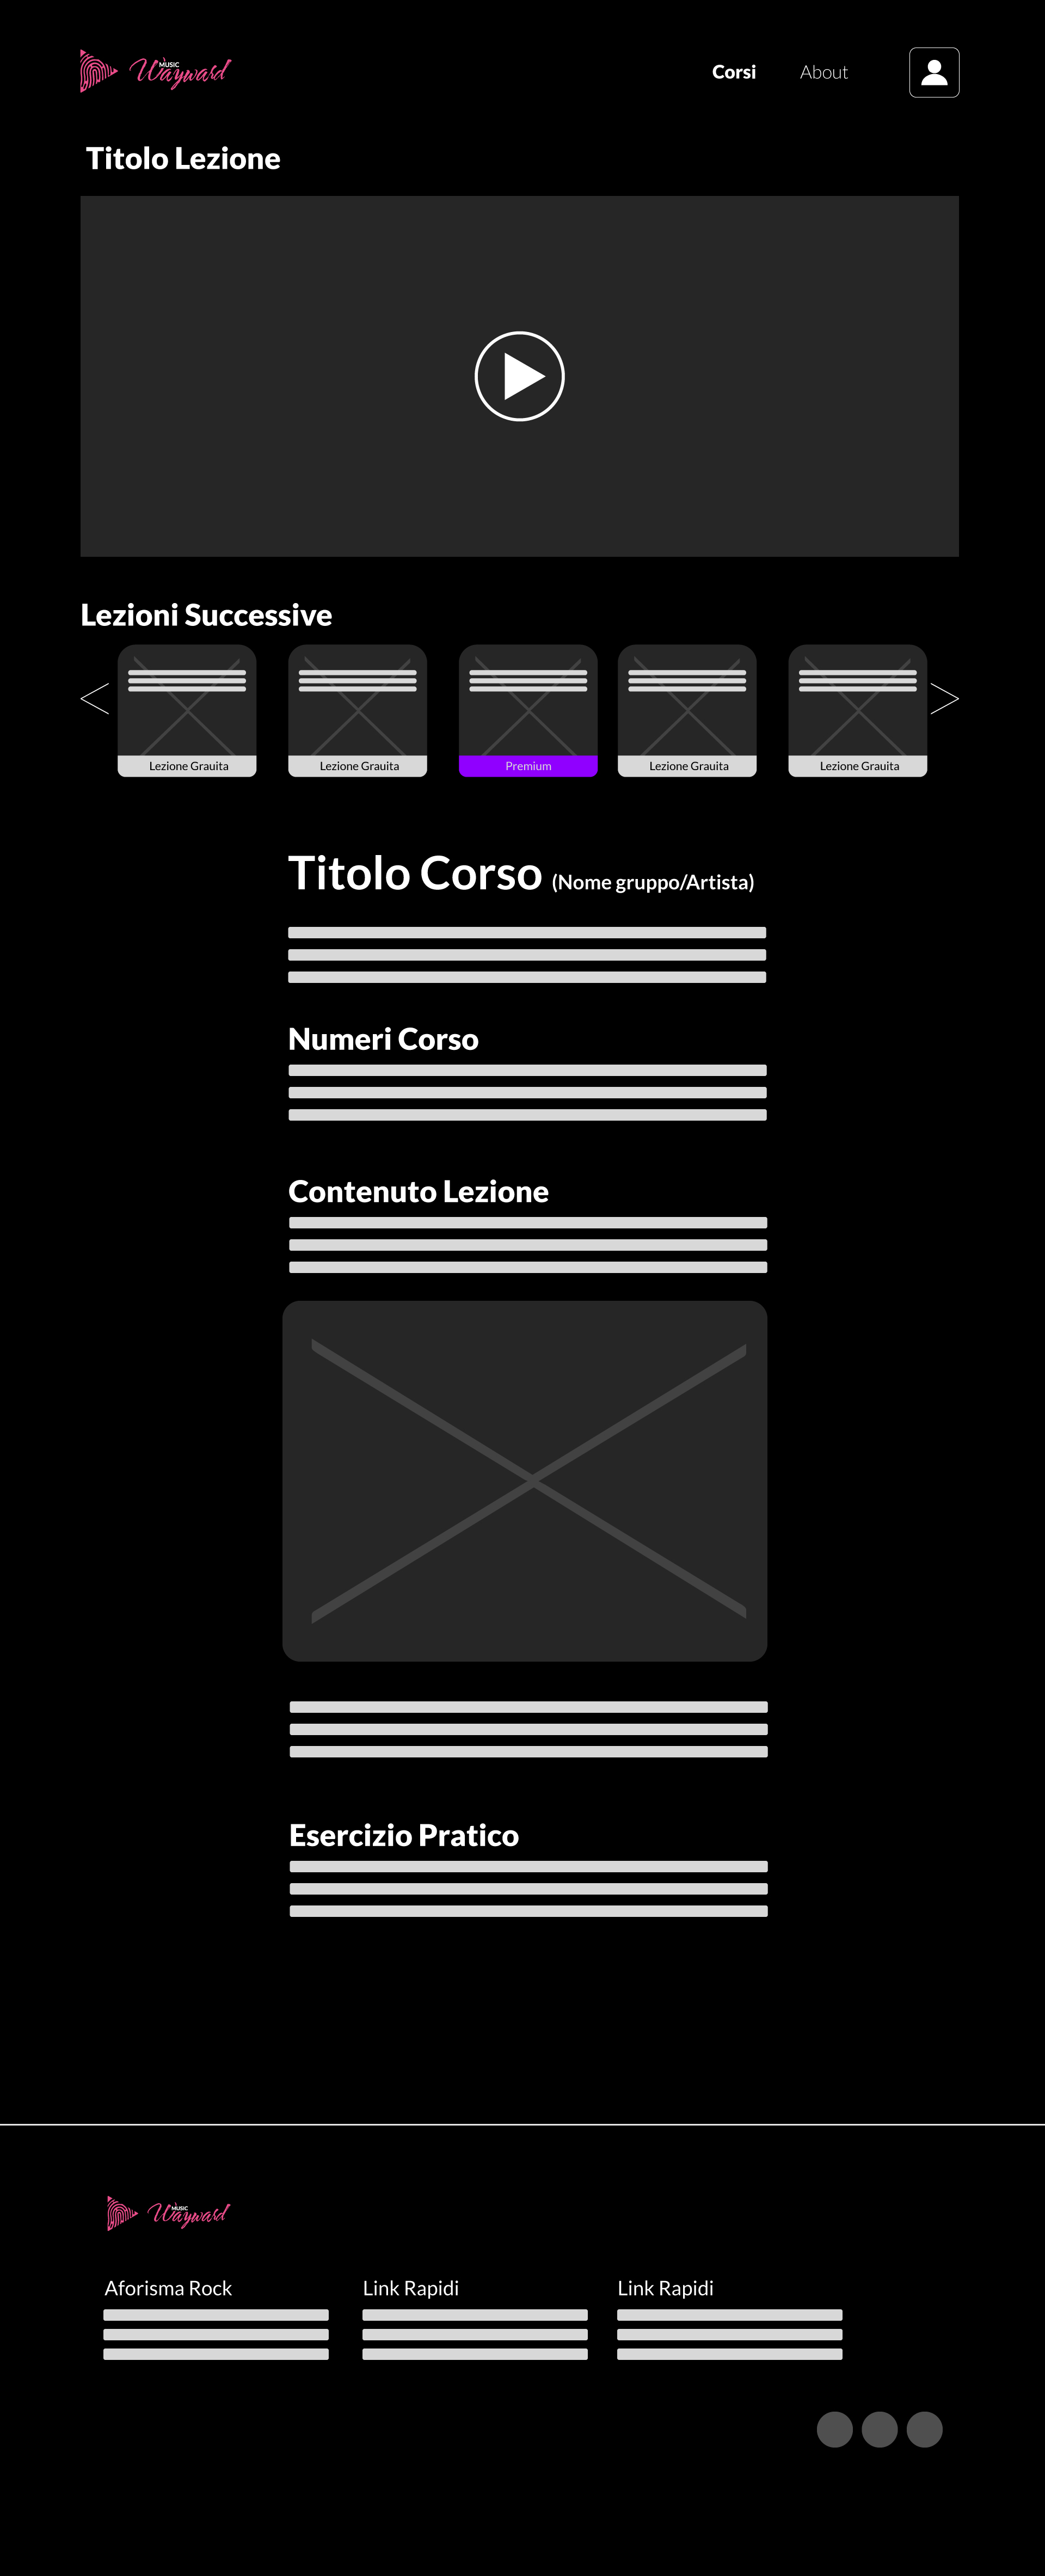 MUSIC
Wayward
Corsi
About
Titolo Lezione
Lezioni Successive
Lezione Grauita
Lezione Grauita
Premium
Lezione Grauita
Lezione Grauita
Titolo Corso (Nome gruppo/Artista)
Numeri Corso
Contenuto Lezione
Esercizio Pratico
MUSIC
Wayward
Aforisma Rock
Link Rapidi
Link Rapidi